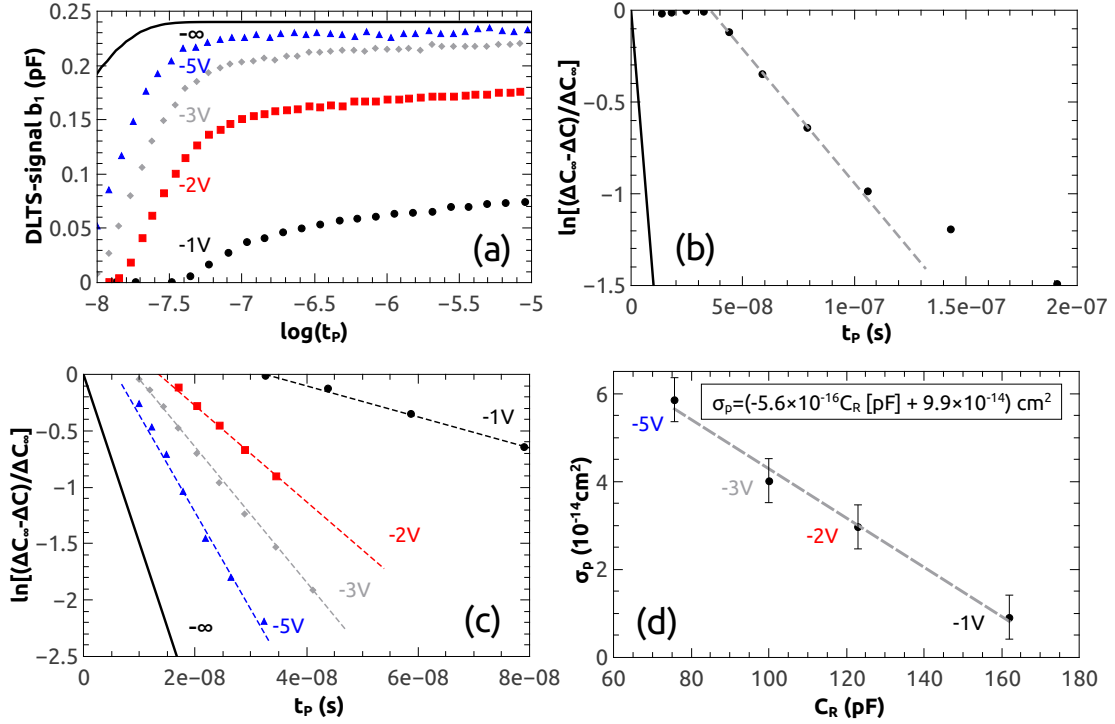 0.25
0.2
0.15
0.1
0.05
0
DLTS-signal b₁ (pF)
-∞
-5V
-3V
-2V
-1V
(a)
−8 −7.5 −7 −6.5 −6 −5.5 −5
log(tₚ)
0
−0.5
−1
−1.5
ln[(ΔC∞-ΔC)/ΔC∞]
(b)
0 5e−08 1e−07 1.5e−07 2e−07
tₚ (s)
0
−0.5
−1
−1.5
−2
−2.5
ln[(ΔC∞-ΔC)/ΔC∞]
-1V
-2V
-3V
-5V
-∞
(c)
0 2e−08 4e−08 6e−08 8e−08
tₚ (s)
6
4
2
0
σₚ (10⁻¹⁴cm²)
σₚ=(-5.6×10⁻¹⁶C_R [pF] + 9.9×10⁻¹⁴) cm²
-5V
-3V
-2V
-1V
(d)
60 80 100 120 140 160 180
C_R (pF)